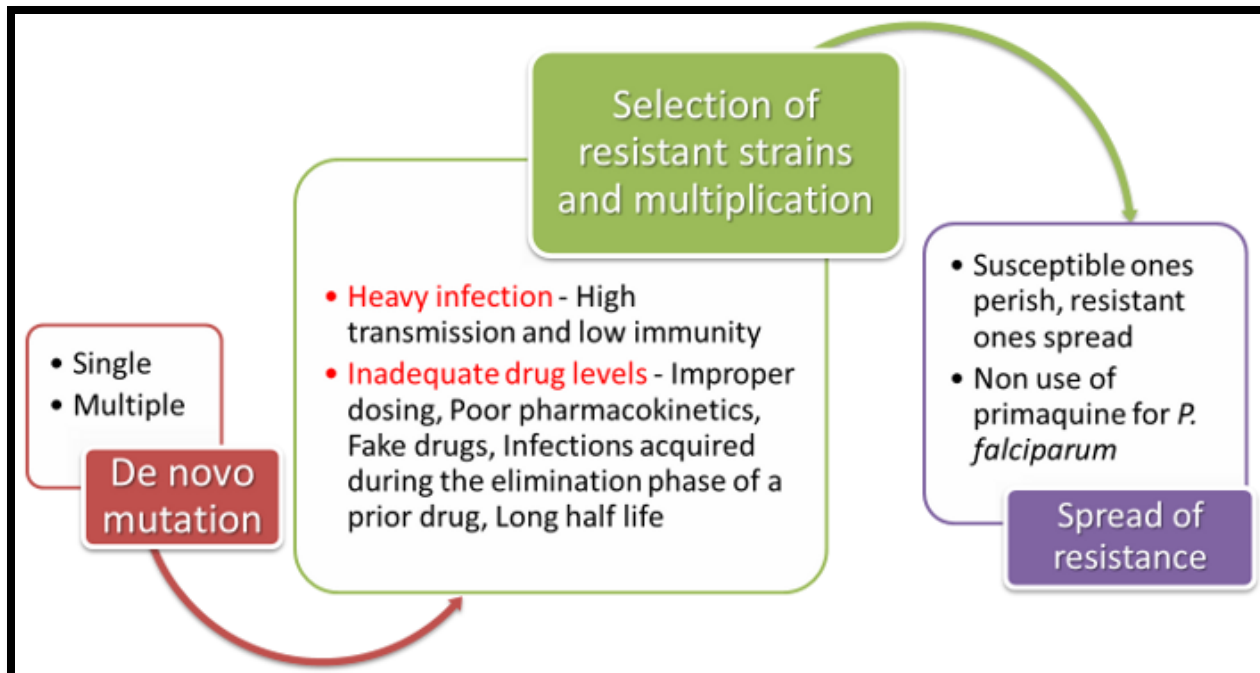 • Single
• Multiple
De novo
mutation
Selection of
resistant strains
and multiplication
• Heavy infection - High
transmission and low immunity
• Inadequate drug levels - Improper
dosing, Poor pharmacokinetics,
Fake drugs, Infections acquired
during the elimination phase of a
prior drug, Long half life
• Susceptible ones
perish, resistant
ones spread
• Non use of
primaquine for P.
falciparum
Spread of
resistance